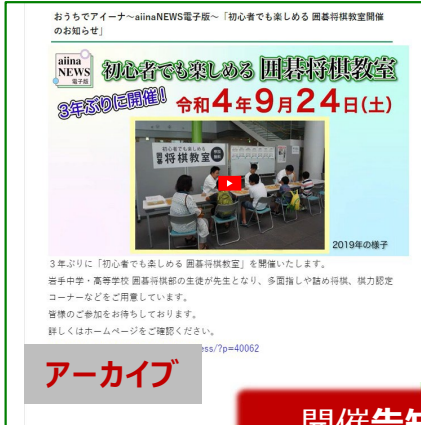 おうちでアイーナ～aiinaNEWS電子版～「初心者でも楽しめる 囲碁将棋教室開催
のお知らせ」
aiina
NEWS
電子版
初心者でも楽しめる 囲碁将棋教室
3年ぶりに開催!
令和4年9月24日(土)
初心者でも楽しめる
囲碁将棋教室
2019年の様子
３年ぶりに「初心者でも楽しめる 囲碁将棋教室」を開催いたします。
岩手中学・高等学校 囲碁将棋部の生徒が先生となり、多面指しや詰め将棋、棋力認定
コーナーなどをご用意しています。
皆様のご参加をお待ちしております。
詳しくはホームページをご確認ください。
ess/?p=40062
アーカイブ
開催告知